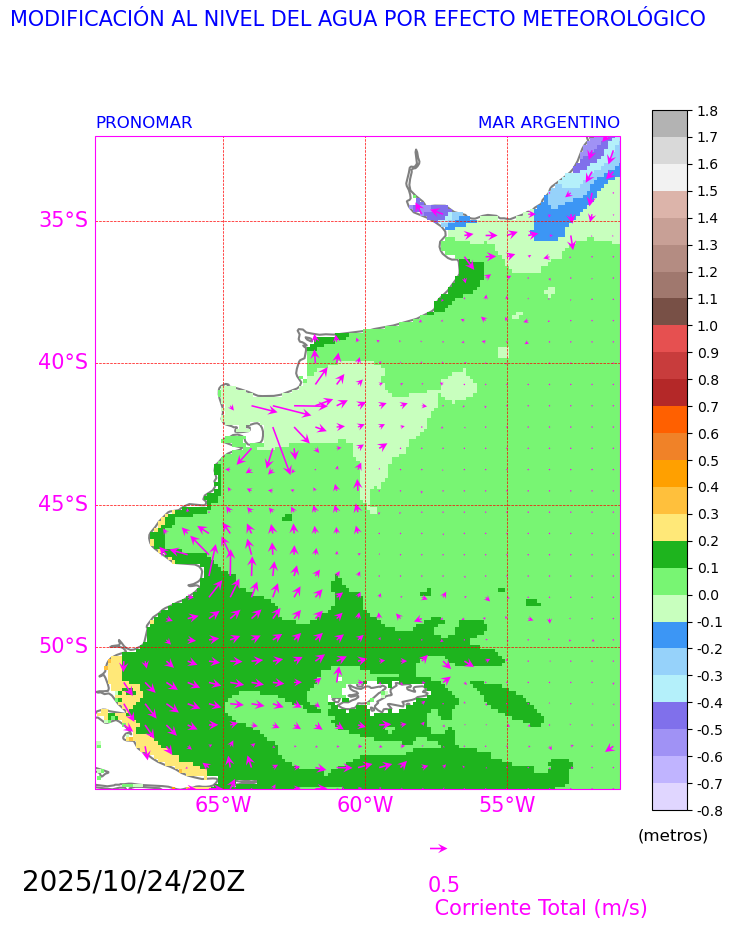 MODIFICACIÓN AL NIVEL DEL AGUA POR EFECTO METEOROLÓGICO
PRONOMAR
MAR ARGENTINO
35°S
40°S
45°S
50°S
65°W
60°W
55°W
1.8
1.7
1.6
1.5
1.4
1.3
1.2
1.1
1.0
0.9
0.8
0.7
0.6
0.5
0.4
0.3
0.2
0.1
0.0
-0.1
-0.2
-0.3
-0.4
-0.5
-0.6
-0.7
-0.8
(metros)
2025/10/24/20Z
0.5
Corriente Total (m/s)